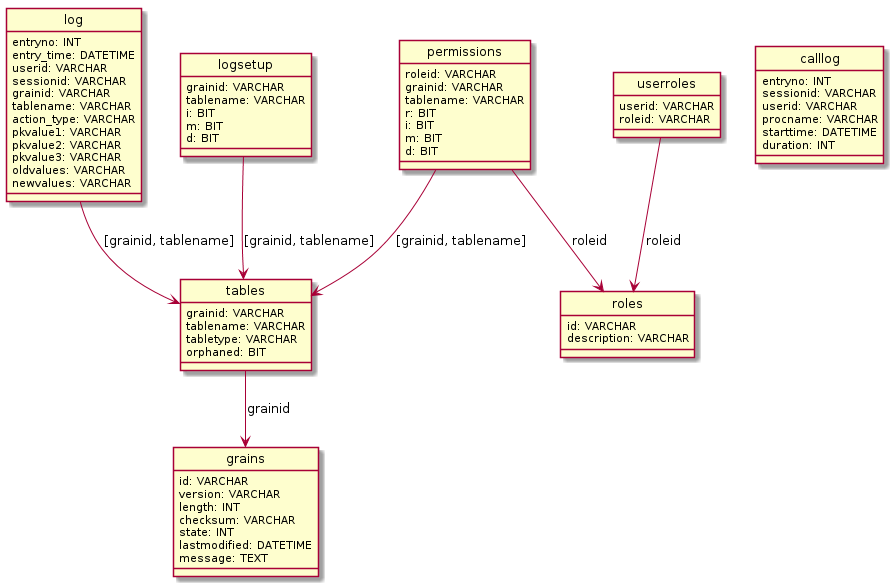 log
entryno: INT
entry_time: DATETIME
userid: VARCHAR
sessionid: VARCHAR
grainid: VARCHAR
tablename: VARCHAR
action_type: VARCHAR
pkvalue1: VARCHAR
pkvalue2: VARCHAR
pkvalue3: VARCHAR
oldvalues: VARCHAR
newvalues: VARCHAR
logsetup
grainid: VARCHAR
tablename: VARCHAR
i: BIT
m: BIT
d: BIT
permissions
roleid: VARCHAR
grainid: VARCHAR
tablename: VARCHAR
r: BIT
i: BIT
m: BIT
d: BIT
userroles
userid: VARCHAR
roleid: VARCHAR
calllog
entryno: INT
sessionid: VARCHAR
userid: VARCHAR
procname: VARCHAR
starttime: DATETIME
duration: INT
[grainid, tablename]
[grainid, tablename]
[grainid, tablename]
roleid
roleid
tables
grainid: VARCHAR
tablename: VARCHAR
tabletype: VARCHAR
orphaned: BIT
roles
id: VARCHAR
description: VARCHAR
grainid
grains
id: VARCHAR
version: VARCHAR
length: INT
checksum: VARCHAR
state: INT
lastmodified: DATETIME
message: TEXT